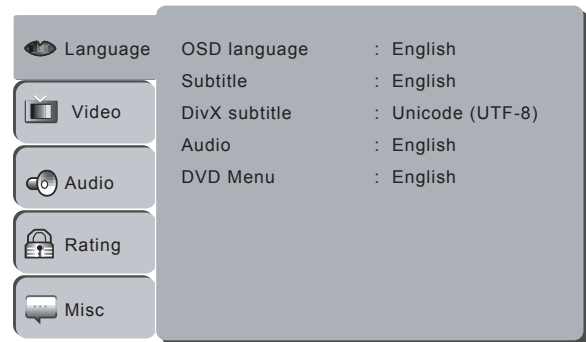 Language
Video
Audio
Rating
Misc
OSD language : English
Subtitle : English
DivX subtitle : Unicode (UTF-8)
Audio : English
DVD Menu : English